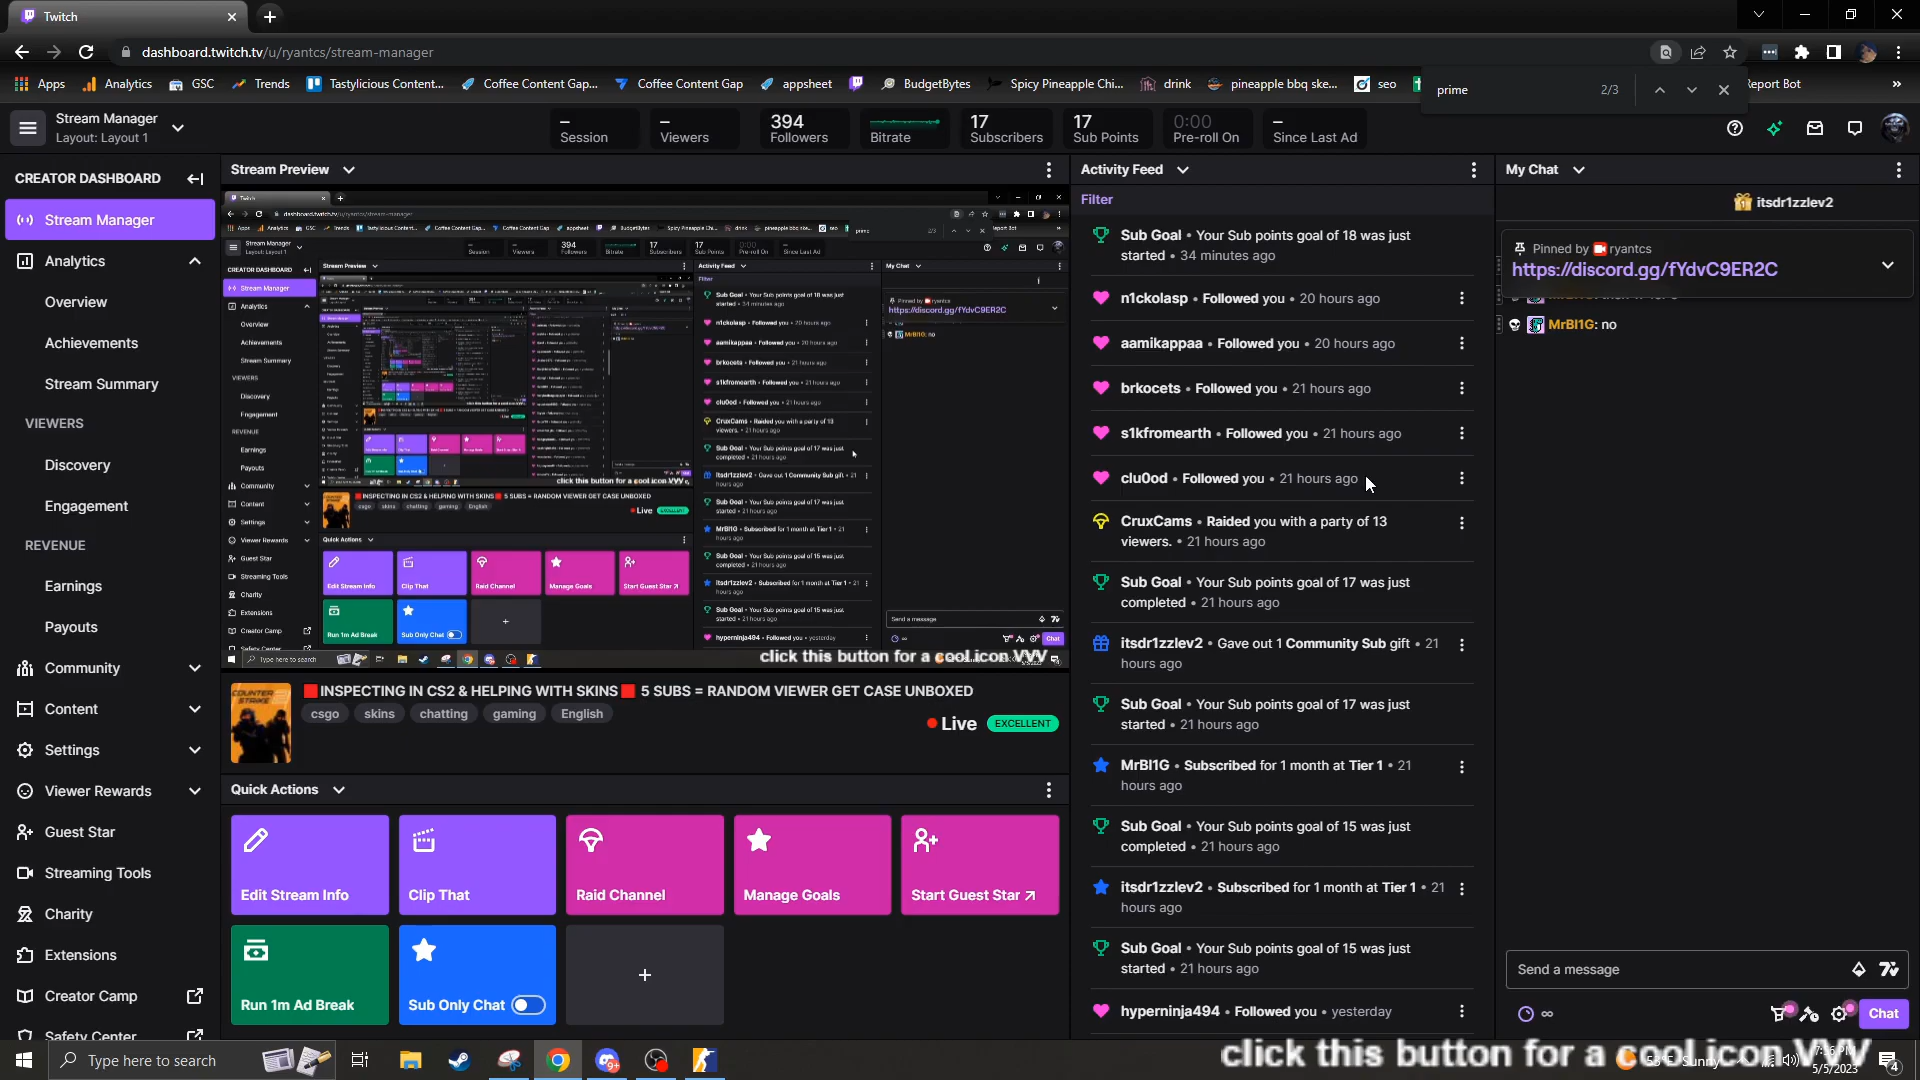 Twitch
dashboard.twitch.tv/u/ryantcs/stream-manager
Apps
Analytics
GSC
Trends
Tastylicious Content...
Coffee Content Gap...
Coffee Content Gap
appsheet
BudgetBytes
Spicy Pineapple Chi...
drink
pineapple bbq ske...
seo
Report Bot
»
prime
2/3
Stream Manager
Layout: Layout 1
– Session
– Viewers
394 Followers
Bitrate
17 Subscribers
17 Sub Points
0:00 Pre-roll On
– Since Last Ad
CREATOR DASHBOARD
Stream Manager
Analytics
Overview
Achievements
Stream Summary
VIEWERS
Discovery
Engagement
REVENUE
Earnings
Payouts
Community
Content
Settings
Viewer Rewards
Guest Star
Streaming Tools
Charity
Extensions
Creator Camp
Safety Center
Stream Preview
click this button for a cool icon VVV
🟥INSPECTING IN CS2 & HELPING WITH SKINS🟥 5 SUBS = RANDOM VIEWER GET CASE UNBOXED
csgo
skins
chatting
gaming
English
Live
EXCELLENT
Quick Actions
Edit Stream Info
Clip That
Raid Channel
Manage Goals
Start Guest Star
Run 1m Ad Break
Sub Only Chat
Activity Feed
Filter
Sub Goal • Your Sub points goal of 18 was just
started • 34 minutes ago
n1ckolasp • Followed you • 20 hours ago
aamikappaa • Followed you • 20 hours ago
brkocets • Followed you • 21 hours ago
s1kfromearth • Followed you • 21 hours ago
clu0od • Followed you • 21 hours ago
CruxCams • Raided you with a party of 13
viewers. • 21 hours ago
Sub Goal • Your Sub points goal of 17 was just
completed • 21 hours ago
itsdr1zzlev2 • Gave out 1 Community Sub gift • 21
hours ago
Sub Goal • Your Sub points goal of 17 was just
started • 21 hours ago
MrBl1G • Subscribed for 1 month at Tier 1 • 21
hours ago
Sub Goal • Your Sub points goal of 15 was just
completed • 21 hours ago
itsdr1zzlev2 • Subscribed for 1 month at Tier 1 • 21
hours ago
Sub Goal • Your Sub points goal of 15 was just
started • 21 hours ago
hyperninja494 • Followed you • yesterday
My Chat
itsdr1zzlev2
Pinned by ryantcs
https://discord.gg/fYdvC9ER2C
MrBl1G: no
Send a message
Chat
Type here to search
click this button for a cool icon VVV
5/5/2023
4